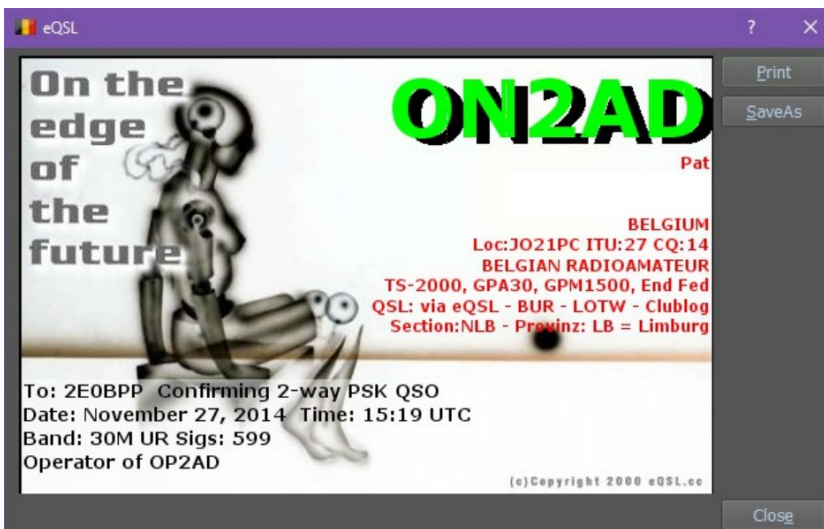 eQSL
?
Print
SaveAs
On the
edge
of
the
future
ON2AD
Pat
BELGIUM
Loc:JO21PC ITU:27 CQ:14
BELGIAN RADIOAMATEUR
TS-2000, GPA30, GPM1500, End Fed
QSL: via eQSL - BUR - LOTW - Clublog
Section:NLB - Provinz: LB = Limburg
To: 2E0BPP Confirming 2-way PSK QSO
Date: November 27, 2014 Time: 15:19 UTC
Band: 30M UR Sigs: 599
Operator of OP2AD
(c)Copyright 2000 eQSL.cc
Close